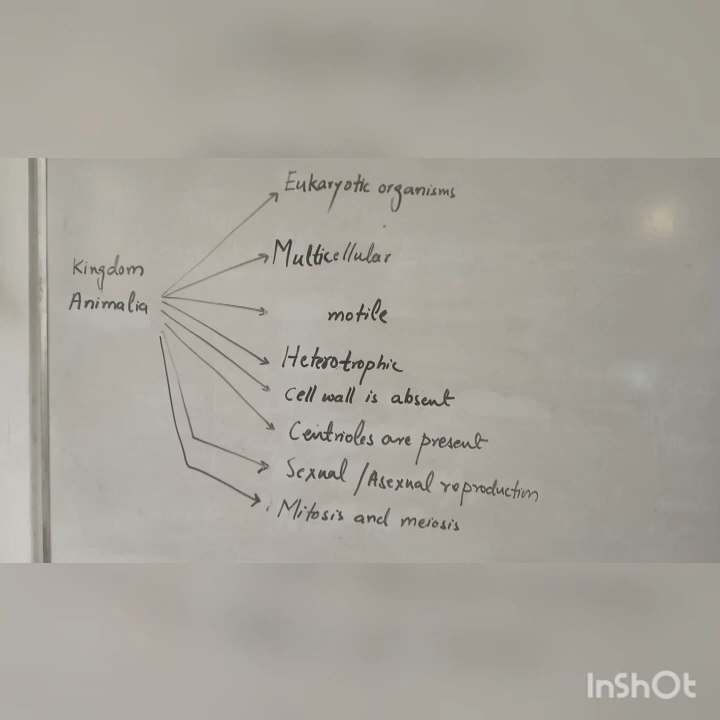 Eukaryotic organisms
Multicellular
Kingdom
Animalia
motile
Heterotrophic
cell wall is absent
Centrioles are present
Sexual / Asexual reproduction
Mitosis and meiosis
InShOt